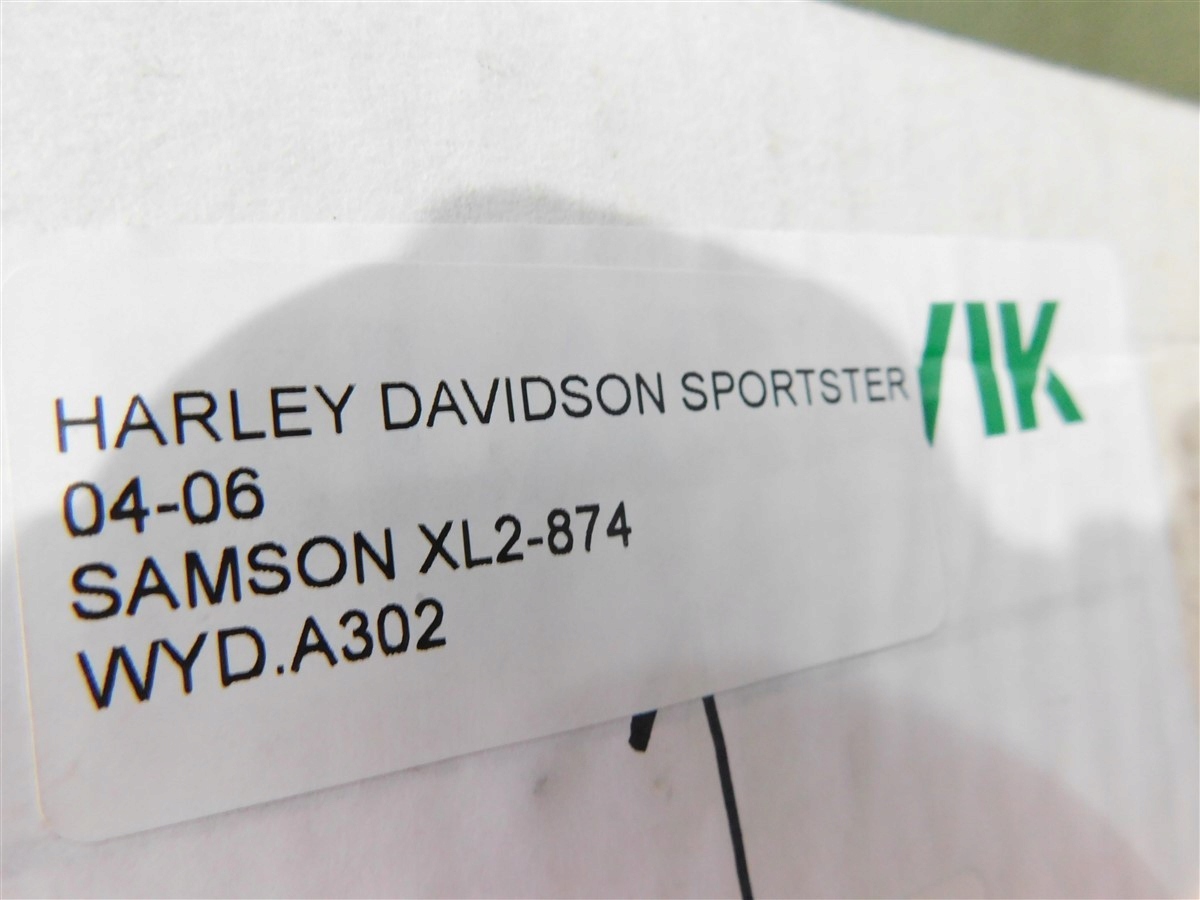 HARLEY DAVIDSON SPORTSTER
04-06
SAMSON XL2-874
WYD.A302